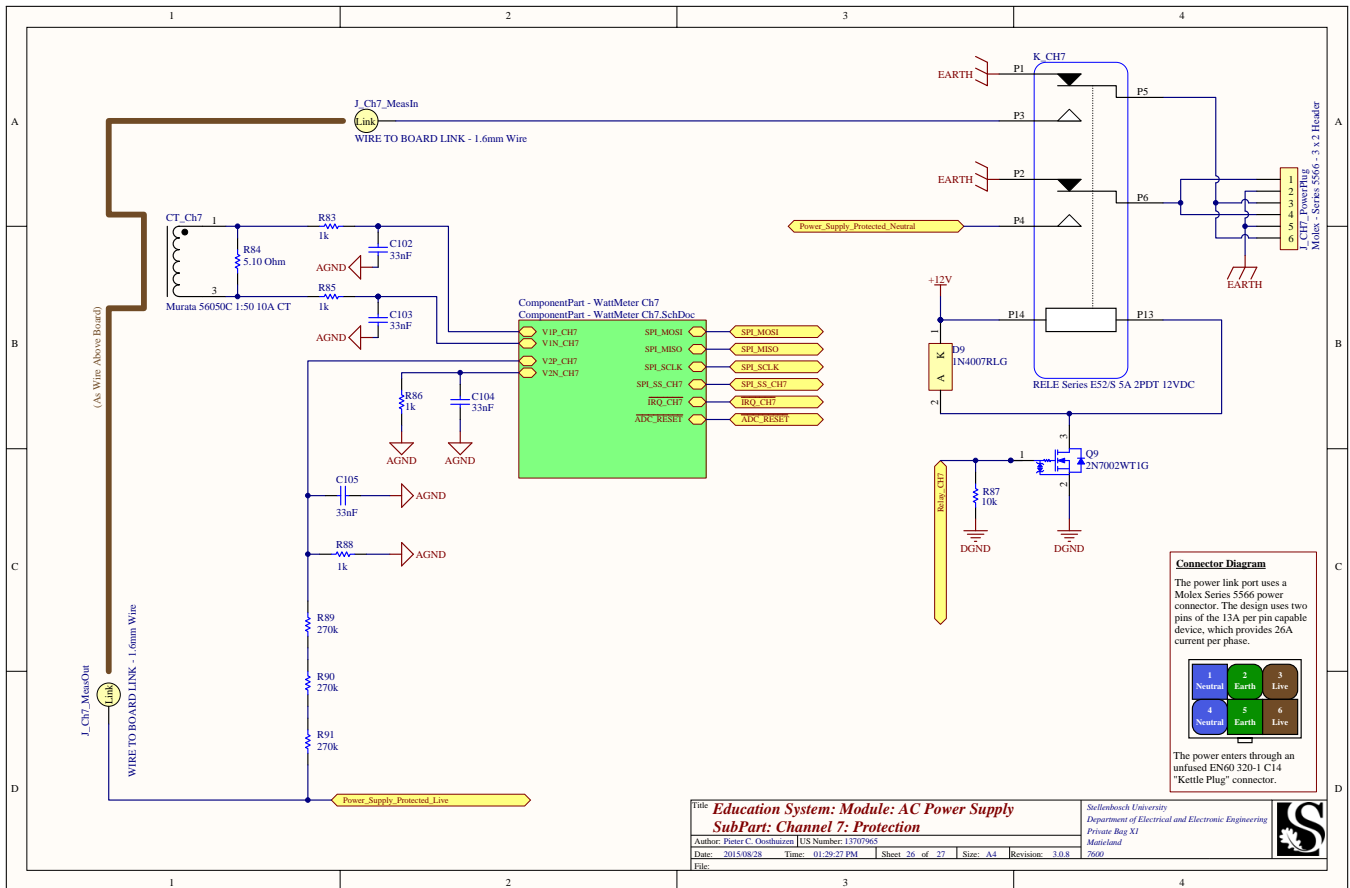 1
2
3
4
A
B
C
D
A
B
C
D
J_Ch7_MeasIn
Link
WIRE TO BOARD LINK - 1.6mm Wire
(As Wire Above Board)
CT_Ch7
1
3
Murata 56050C 1:50 10A CT
R84
5.10 Ohm
R83
1k
C102
33nF
AGND
R85
1k
C103
33nF
AGND
ComponentPart - WattMeter Ch7
ComponentPart - WattMeter Ch7.SchDoc
V1P_CH7
V1N_CH7
V2P_CH7
V2N_CH7
SPI_MOSI
SPI_MISO
SPI_SCLK
SPI_SS_CH7
IRQ_CH7
ADC_RESET
SPI_MOSI
SPI_MISO
SPI_SCLK
SPI_SS_CH7
IRQ_CH7
ADC_RESET
R86
1k
C104
33nF
AGND
AGND
C105
33nF
AGND
R88
1k
AGND
R89
270k
R90
270k
R91
270k
J_Ch7_MeasOut
Link
WIRE TO BOARD LINK - 1.6mm Wire
Power_Supply_Protected_Live
K_CH7
EARTH
P1
P3
EARTH
P2
P4
Power_Supply_Protected_Neutral
P5
P6
P14
P13
RELE Series E52/S 5A 2PDT 12VDC
1
2
3
4
5
6
J_CH7_PowerPlug
Molex - Series 5566 - 3 x 2 Header
EARTH
+12V
1
K
A
2
D9
1N4007RLG
3
1
2
Q9
2N7002WT1G
Relay_CH7
R87
10k
DGND
DGND
Connector Diagram
The power link port uses a
Molex Series 5566 power
connector. The design uses two
pins of the 13A per pin capable
device, which provides 26A
current per phase.
1 2 3
Neutral Earth Live
4 5 6
Neutral Earth Live
The power enters through an
unfused EN60 320-1 C14
"Kettle Plug" connector.
Title Education System: Module: AC Power Supply
SubPart: Channel 7: Protection
Author: Pieter C. Oosthuizen US Number: 13707965
Date: 2015/08/28 Time: 01:29:27 PM Sheet 26 of 27 Size: A4 Revision: 3.0.8
File:
Stellenbosch University
Department of Electrical and Electronic Engineering
Private Bag X1
Matieland
7600
S
1
2
3
4